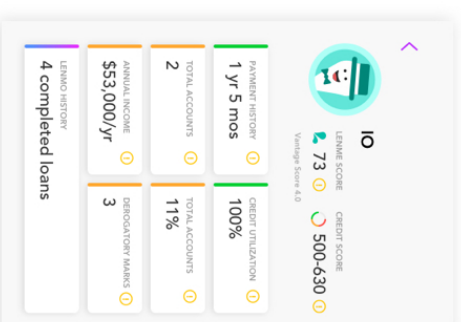 IO
LENME SCORE
73
CREDIT SCORE
500-630
Vantage Score 4.0
PAYMENT HISTORY
1 yr 5 mos
CREDIT UTILIZATION
100%
TOTAL ACCOUNTS
2
TOTAL ACCOUNTS
11%
ANNUAL INCOME
$53,000/yr
DEROGATORY MARKS
3
LENMO HISTORY
4 completed loans